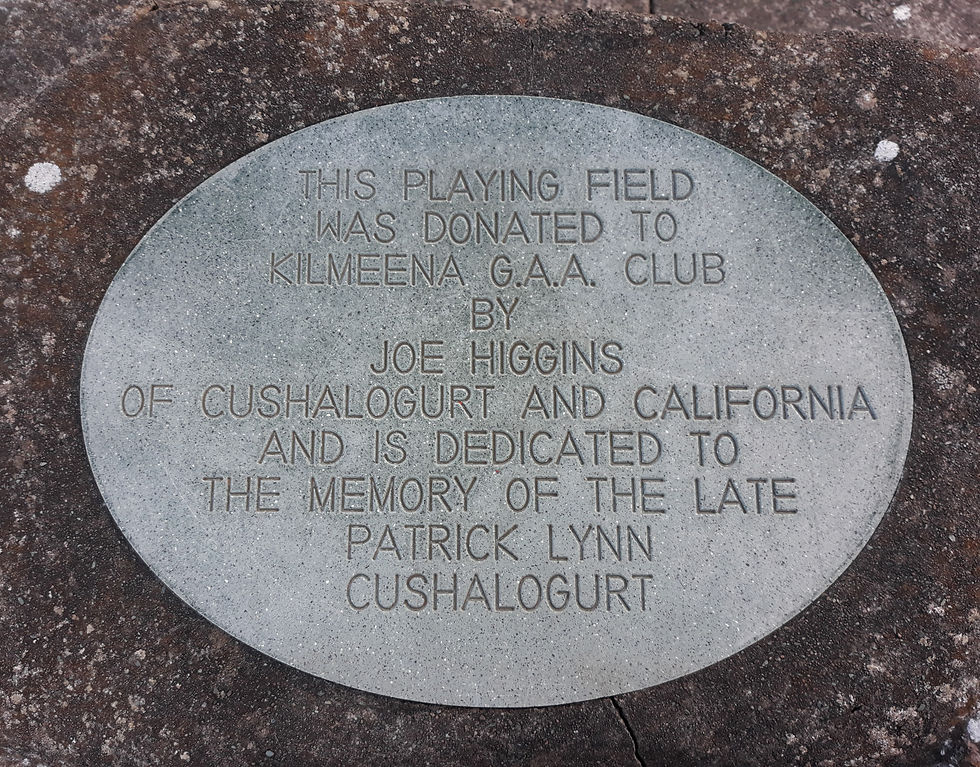 THIS PLAYING FIELD
WAS DONATED TO
KILMEENA G.A.A. CLUB
BY
JOE HIGGINS
OF CUSHALOGURT AND CALIFORNIA
AND IS DEDICATED TO
THE MEMORY OF THE LATE
PATRICK LYNN
CUSHALOGURT